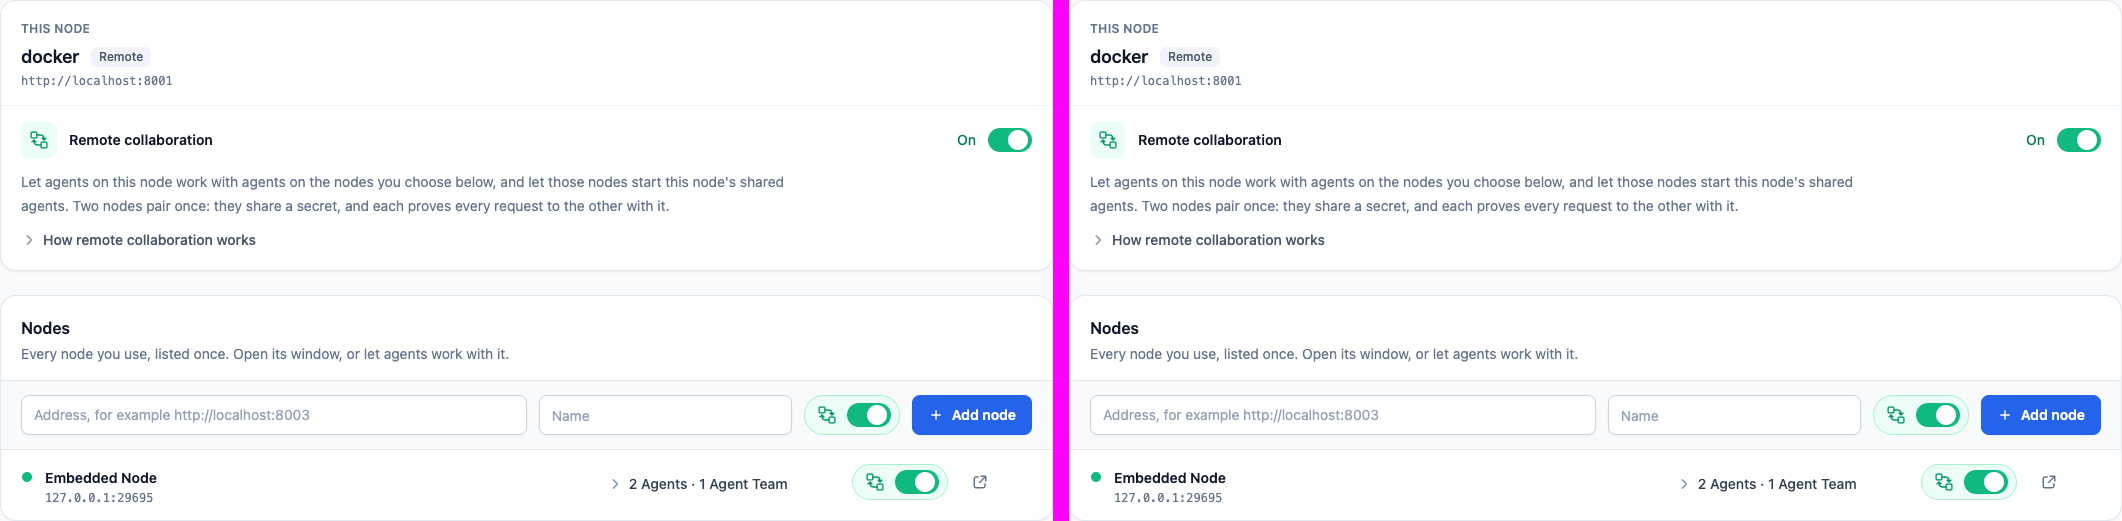 THIS NODE
docker Remote
http://localhost:8001
Remote collaboration On
Let agents on this node work with agents on the nodes you choose below, and let those nodes start this node's shared
agents. Two nodes pair once: they share a secret, and each proves every request to the other with it.
How remote collaboration works
Nodes
Every node you use, listed once. Open its window, or let agents work with it.
Address, for example http://localhost:8003 Name + Add node
Embedded Node 2 Agents · 1 Agent Team
127.0.0.1:29695
THIS NODE
docker Remote
http://localhost:8001
Remote collaboration On
Let agents on this node work with agents on the nodes you choose below, and let those nodes start this node's shared
agents. Two nodes pair once: they share a secret, and each proves every request to the other with it.
How remote collaboration works
Nodes
Every node you use, listed once. Open its window, or let agents work with it.
Address, for example http://localhost:8003 Name + Add node
Embedded Node 2 Agents · 1 Agent Team
127.0.0.1:29695